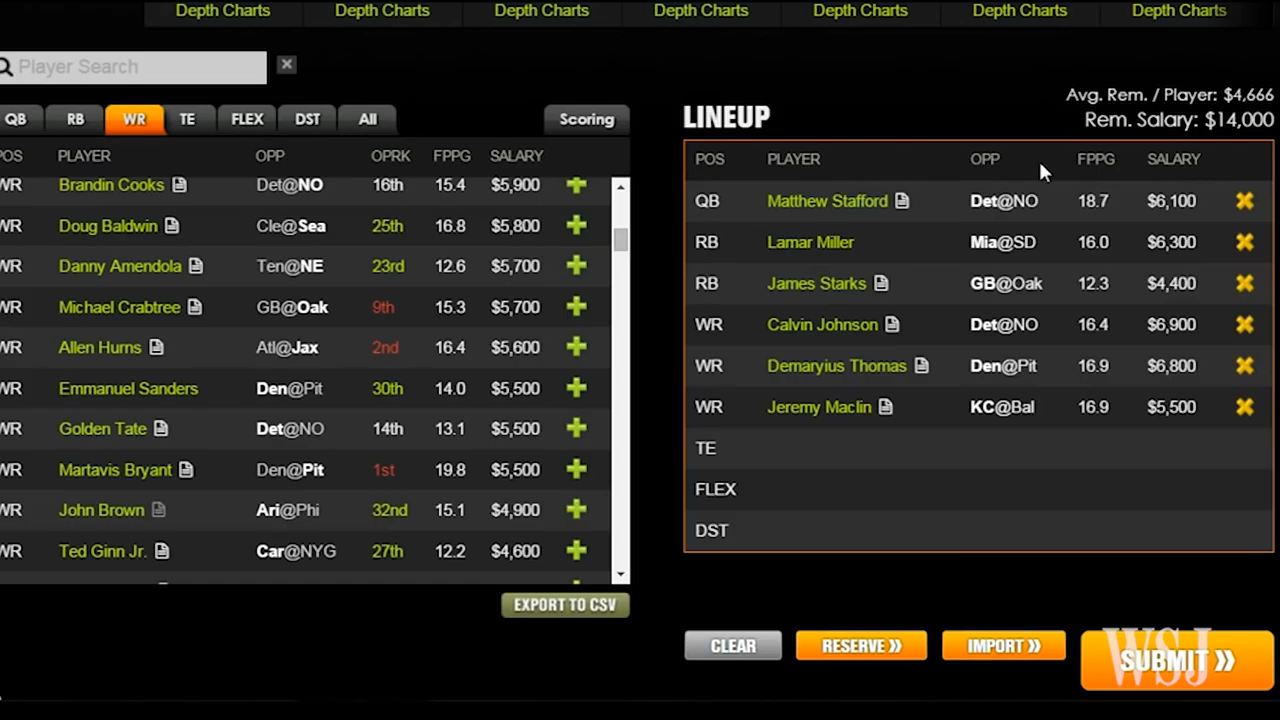 Depth Charts Depth Charts Depth Charts Depth Charts Depth Charts Depth Charts Depth Charts
Player Search
QB RB WR TE FLEX DST All Scoring
POS PLAYER OPP OPRK FPPG SALARY
WR Brandin Cooks Det@NO 16th 15.4 $5,900
WR Doug Baldwin Cle@Sea 25th 16.8 $5,800
WR Danny Amendola Ten@NE 23rd 12.6 $5,700
WR Michael Crabtree GB@Oak 9th 15.3 $5,700
WR Allen Hurns Atl@Jax 2nd 16.4 $5,600
WR Emmanuel Sanders Den@Pit 30th 14.0 $5,500
WR Golden Tate Det@NO 14th 13.1 $5,500
WR Martavis Bryant Den@Pit 1st 19.8 $5,500
WR John Brown Ari@Phi 32nd 15.1 $4,900
WR Ted Ginn Jr. Car@NYG 27th 12.2 $4,600
EXPORT TO CSV
Avg. Rem. / Player: $4,666
LINEUP Rem. Salary: $14,000
POS PLAYER OPP FPPG SALARY
QB Matthew Stafford Det@NO 18.7 $6,100
RB Lamar Miller Mia@SD 16.0 $6,300
RB James Starks GB@Oak 12.3 $4,400
WR Calvin Johnson Det@NO 16.4 $6,900
WR Demaryius Thomas Den@Pit 16.9 $6,800
WR Jeremy Maclin KC@Bal 16.9 $5,500
TE
FLEX
DST
CLEAR RESERVE » IMPORT » SUBMIT »
WSJ